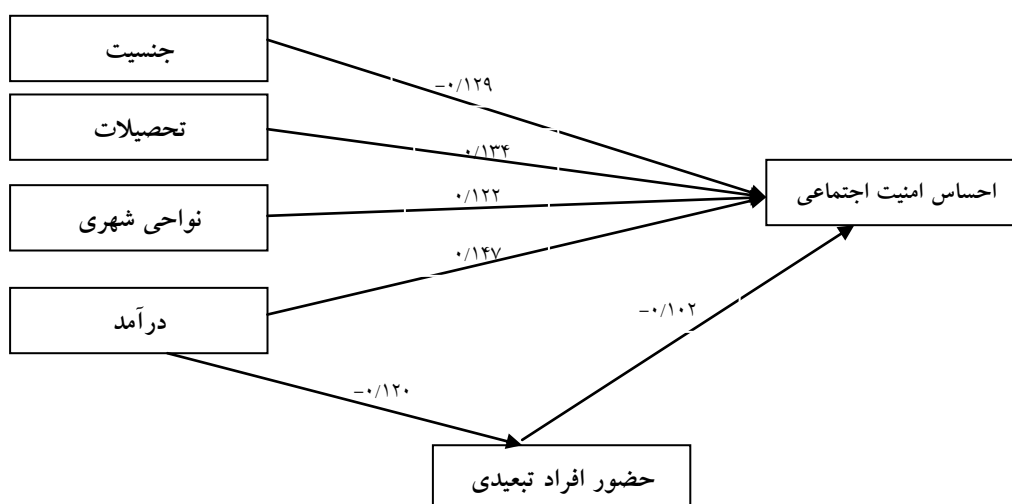 جنسیت
-۰/۱۲۹
تحصیلات
۰/۱۳۴
احساس امنیت اجتماعی
نواحی شهری
۰/۱۲۲
۰/۱۴۷
درآمد
-۰/۱۰۲
-۰/۱۲۰
حضور افراد تبعیدی